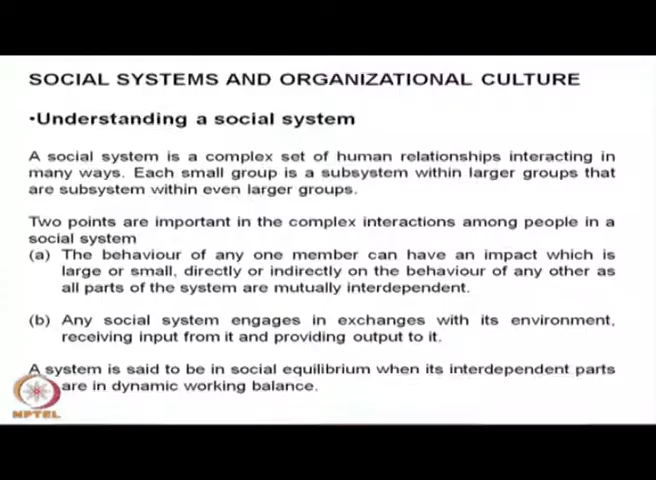 SOCIAL SYSTEMS AND ORGANIZATIONAL CULTURE
•Understanding a social system
A social system is a complex set of human relationships interacting in
many ways. Each small group is a subsystem within larger groups that
are subsystem within even larger groups.
Two points are important in the complex interactions among people in a
social system
(a) The behaviour of any one member can have an impact which is
large or small, directly or indirectly on the behaviour of any other as
all parts of the system are mutually interdependent.
(b) Any social system engages in exchanges with its environment,
receiving input from it and providing output to it.
A system is said to be in social equilibrium when its interdependent parts
are in dynamic working balance.
NPTEL